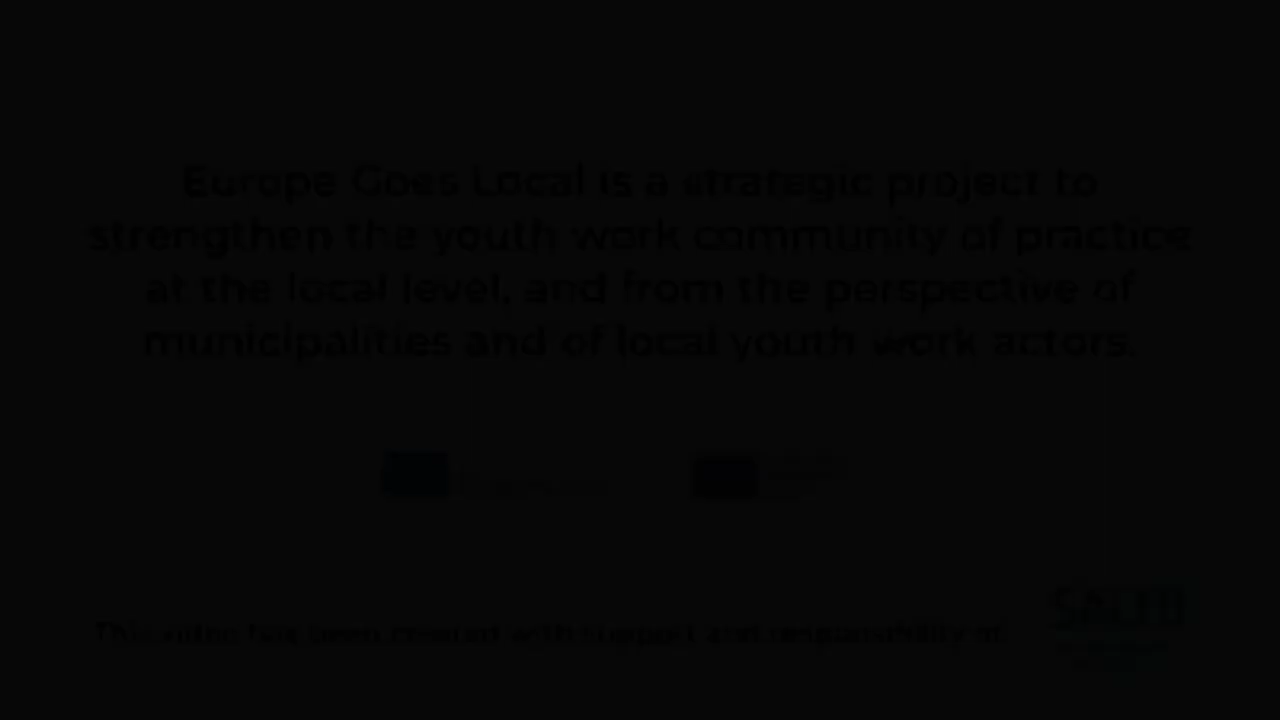 Europe Goes Local is a strategic project to
strengthen the youth work community of practice
at the local level, and from the perspective of
municipalities and of local youth work actors.
This video has been created with support and responsibility of
SALTO